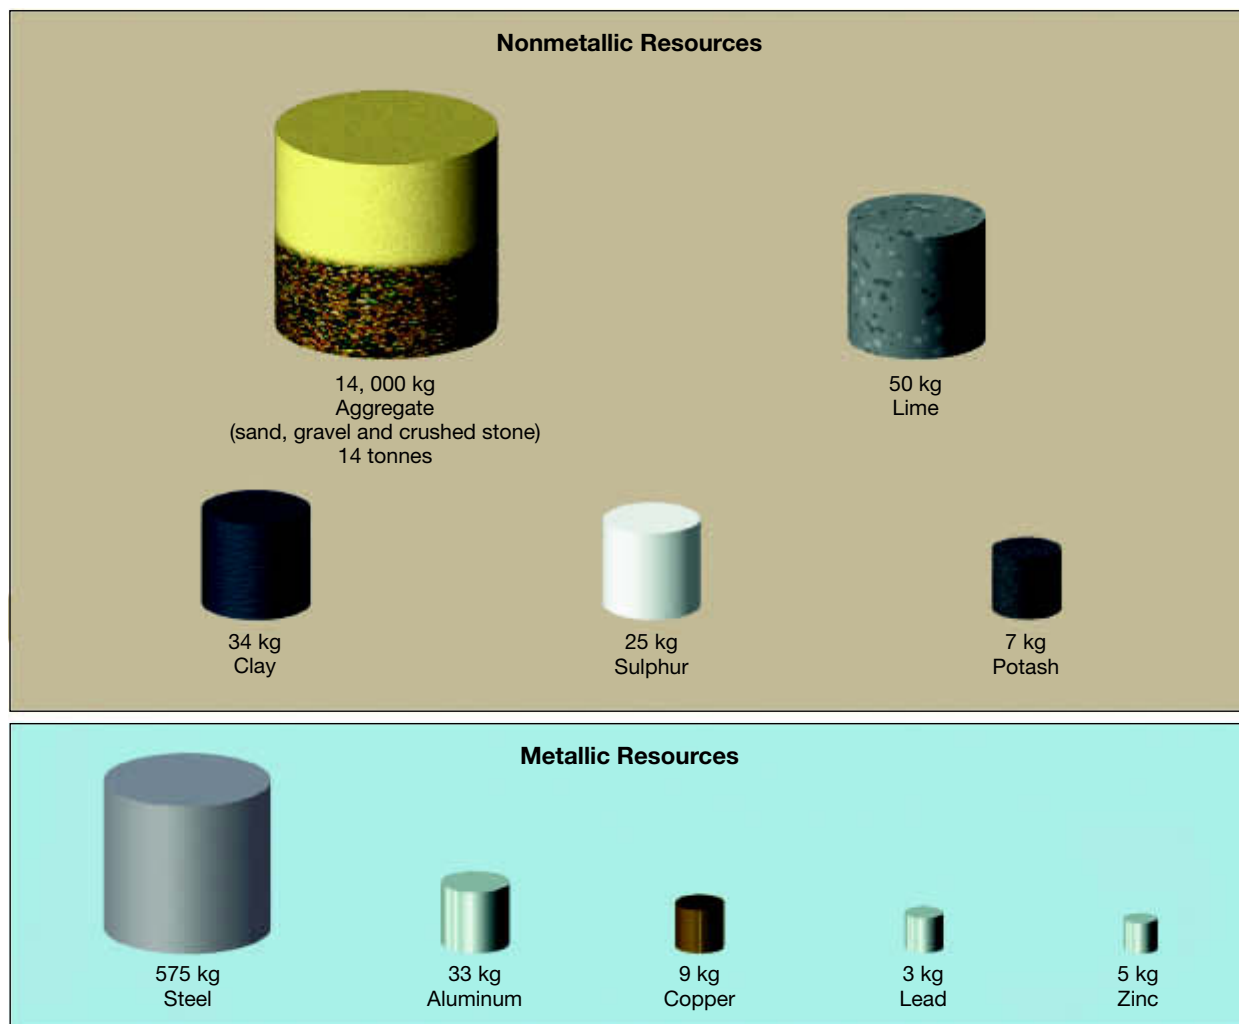 Nonmetallic Resources
14, 000 kg
Aggregate
(sand, gravel and crushed stone)
14 tonnes
50 kg
Lime
34 kg
Clay
25 kg
Sulphur
7 kg
Potash
Metallic Resources
575 kg
Steel
33 kg
Aluminum
9 kg
Copper
3 kg
Lead
5 kg
Zinc